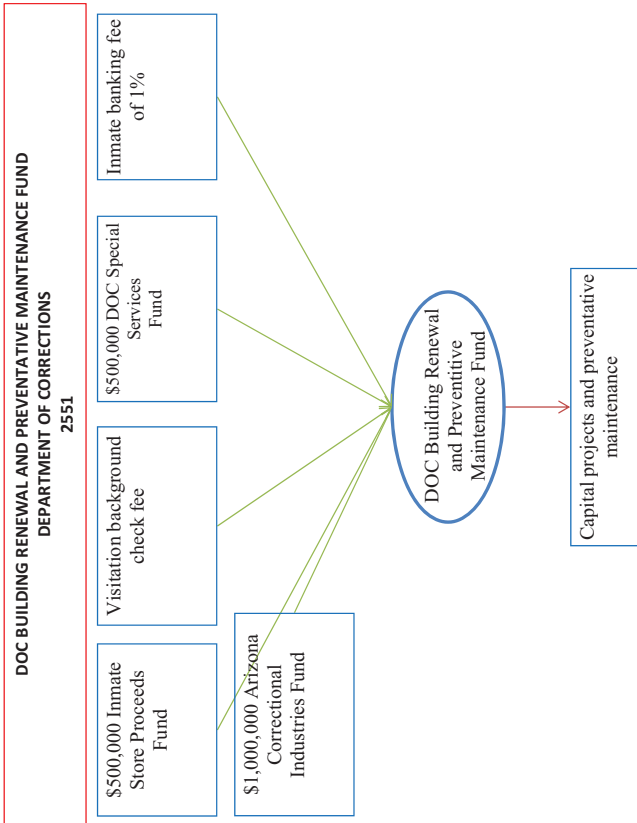 DOC BUILDING RENEWAL AND PREVENTATIVE MAINTENANCE FUND
DEPARTMENT OF CORRECTIONS
2551
$500,000 Inmate
Store Proceeds
Fund
Visitation background
check fee
$500,000 DOC Special
Services
Fund
Inmate banking fee
of 1%
$1,000,000 Arizona
Correctional
Industries Fund
DOC Building Renewal
and Preventitive
Maintenance Fund
Capital projects and preventative
maintenance